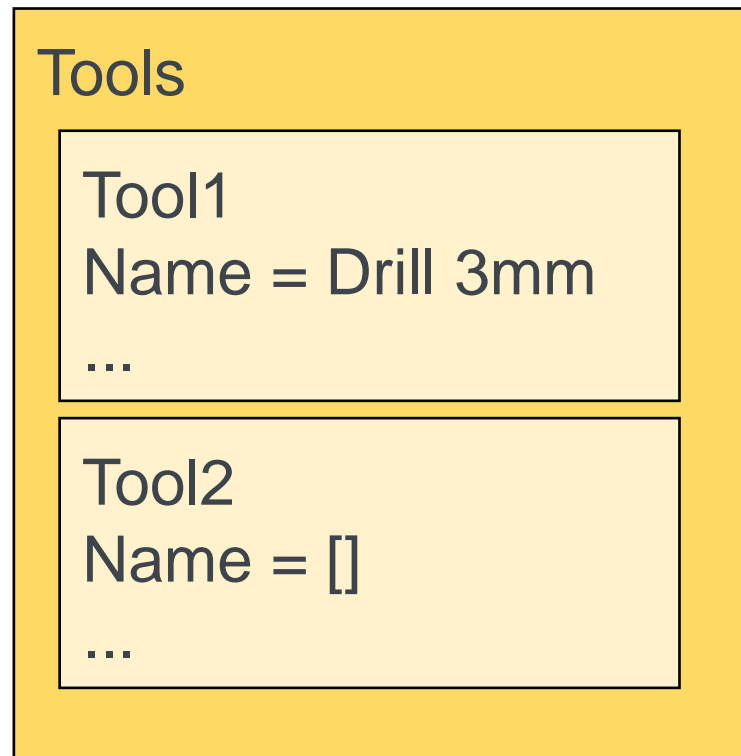 Tools
Tool1
Name = Drill 3mm
...
Tool2
Name = []
...